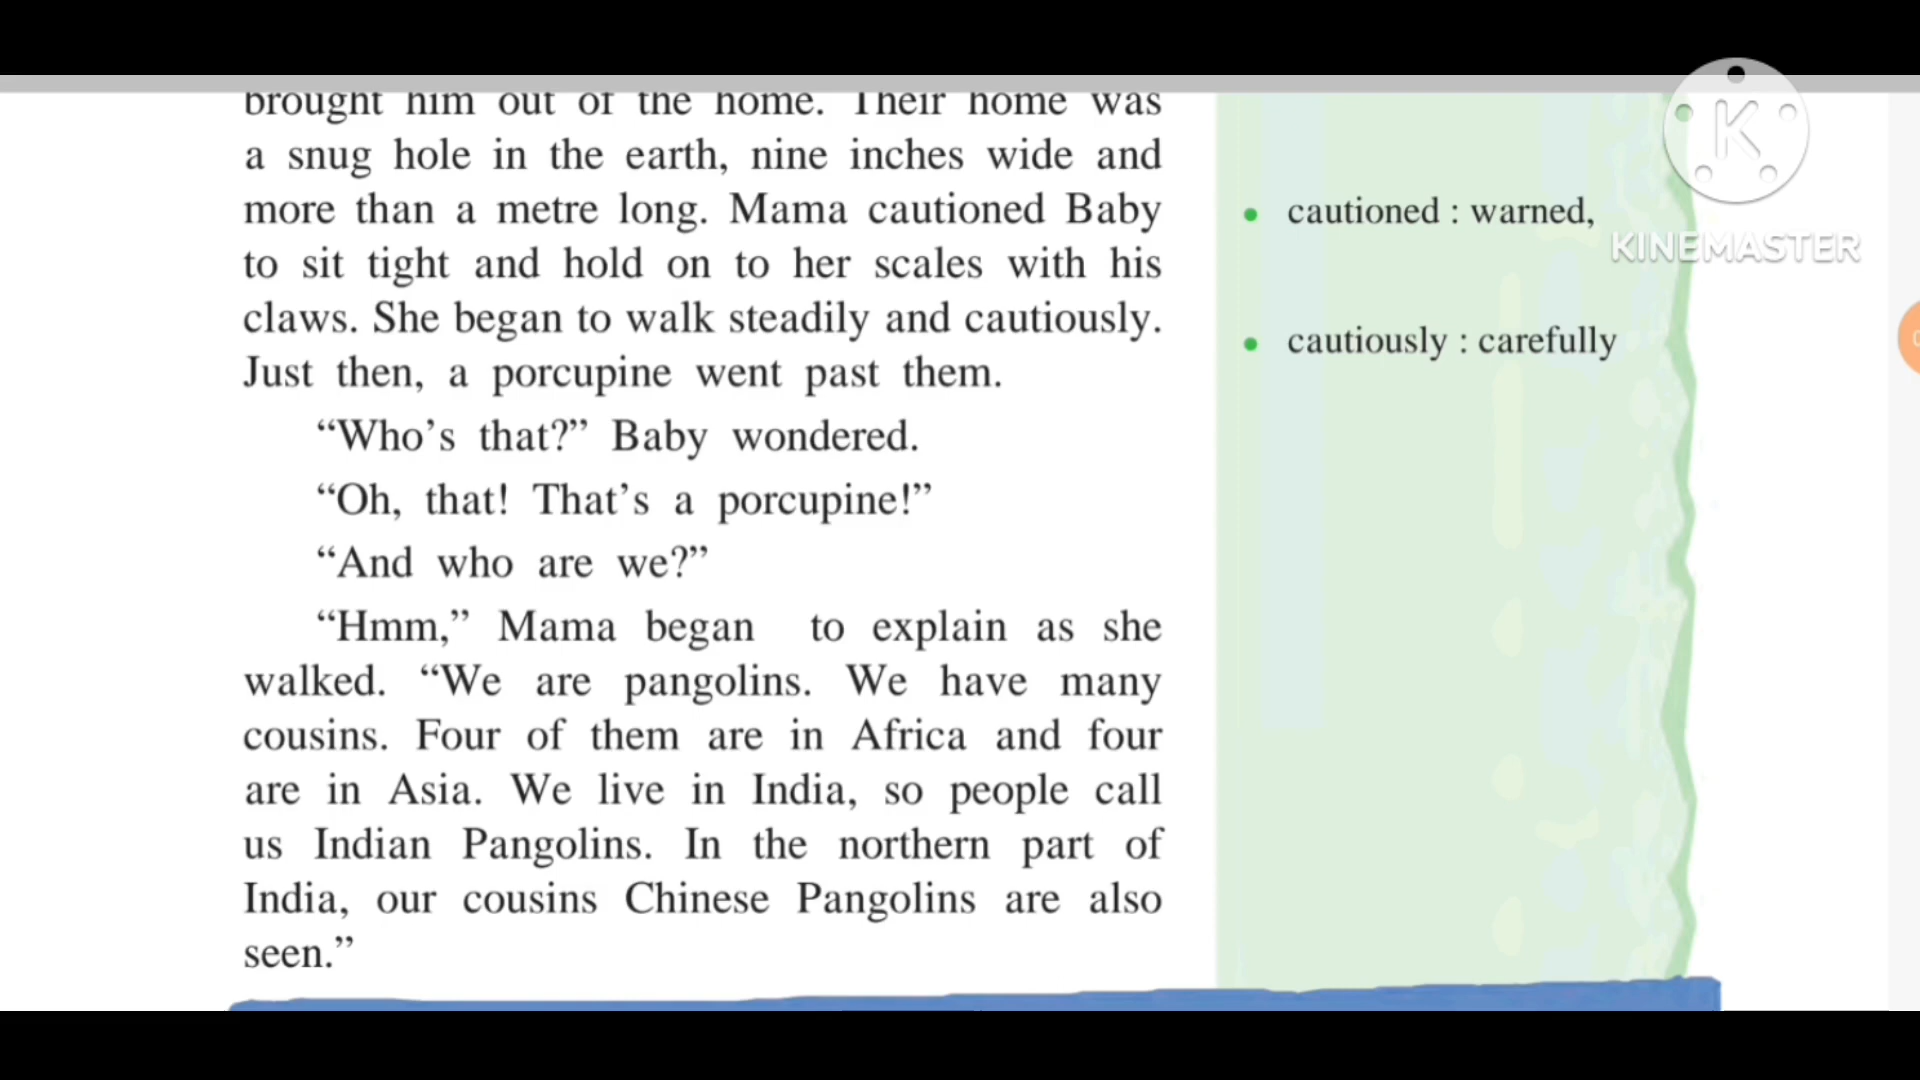 brought him out of the home. Their home was
a snug hole in the earth, nine inches wide and
more than a metre long. Mama cautioned Baby
to sit tight and hold on to her scales with his
claws. She began to walk steadily and cautiously.
Just then, a porcupine went past them.
“Who’s that?” Baby wondered.
“Oh, that! That’s a porcupine!”
“And who are we?”
“Hmm,” Mama began to explain as she
walked. “We are pangolins. We have many
cousins. Four of them are in Africa and four
are in Asia. We live in India, so people call
us Indian Pangolins. In the northern part of
India, our cousins Chinese Pangolins are also
seen.”
• cautioned : warned,
• cautiously : carefully
K
KINEMASTER